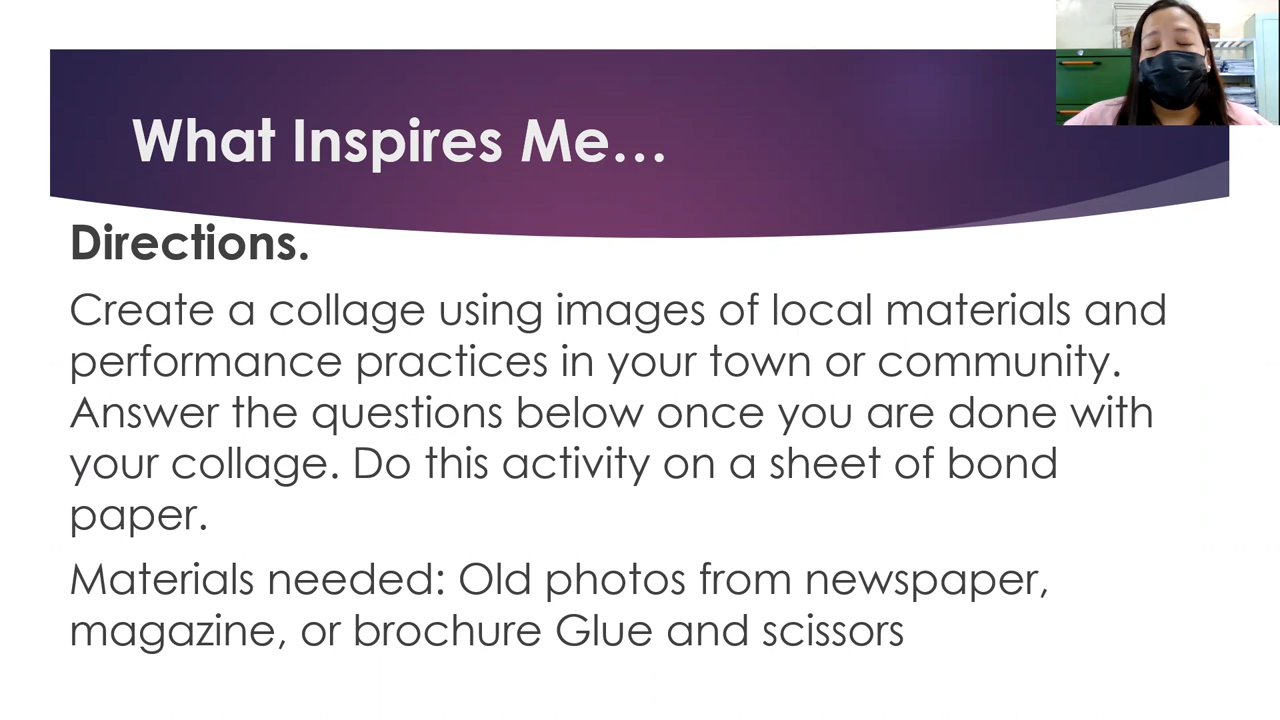 What Inspires Me...
Directions.
Create a collage using images of local materials and
performance practices in your town or community.
Answer the questions below once you are done with
your collage. Do this activity on a sheet of bond
paper.
Materials needed: Old photos from newspaper,
magazine, or brochure Glue and scissors